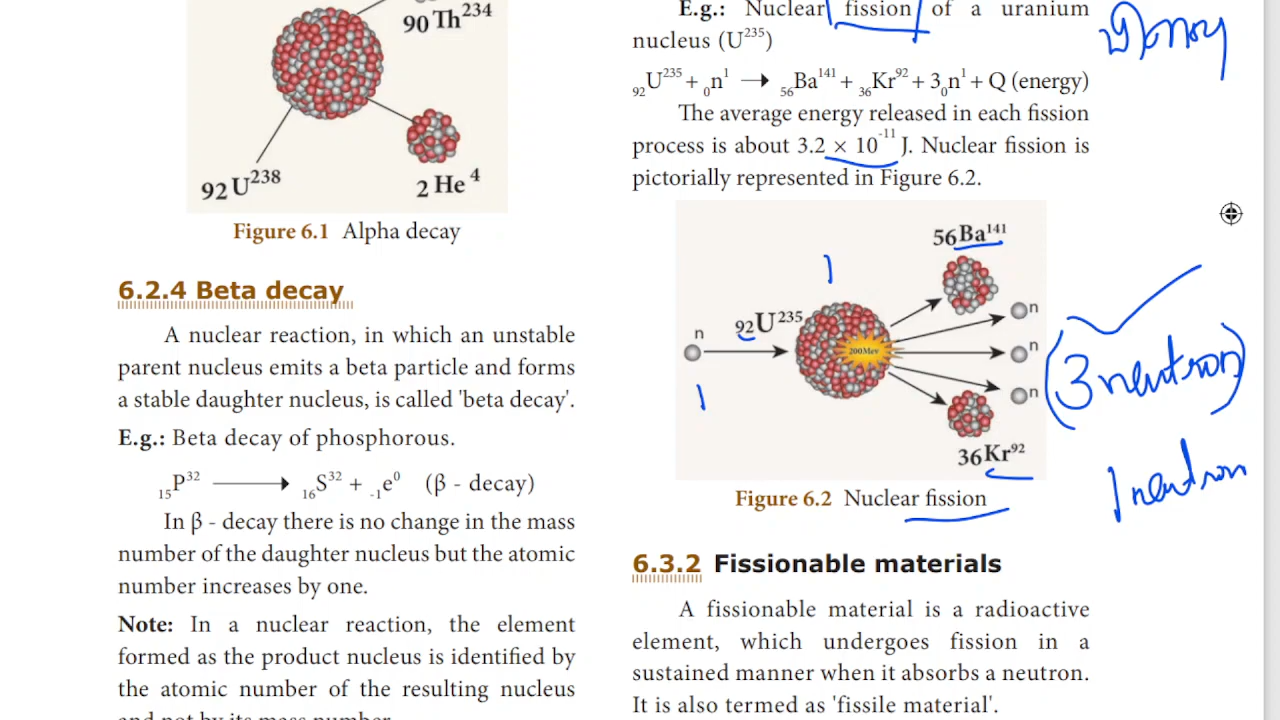 90 Th²³⁴
92 U²³⁸
2 He⁴
Figure 6.1 Alpha decay
6.2.4 Beta decay
A nuclear reaction, in which an unstable
parent nucleus emits a beta particle and forms
a stable daughter nucleus, is called 'beta decay'.
E.g.: Beta decay of phosphorous.
₁₅P³² ⟶ ₁₆S³² + ₋₁e⁰ (β - decay)
In β - decay there is no change in the mass
number of the daughter nucleus but the atomic
number increases by one.
Note: In a nuclear reaction, the element
formed as the product nucleus is identified by
the atomic number of the resulting nucleus
and not by its mass number.
E.g.: Nuclear fission of a uranium
nucleus (U²³⁵)
₉₂U²³⁵ + ₀n¹ → ₅₆Ba¹⁴¹ + ₃₆Kr⁹² + 3₀n¹ + Q (energy)
The average energy released in each fission
process is about 3.2 × 10⁻¹¹ J. Nuclear fission is
pictorially represented in Figure 6.2.
56Ba¹⁴¹
n
92U²³⁵
n
200Mev
n
n
36Kr⁹²
1
1
(3 neutron)
1 neutron
Figure 6.2 Nuclear fission
6.3.2 Fissionable materials
A fissionable material is a radioactive
element, which undergoes fission in a
sustained manner when it absorbs a neutron.
It is also termed as 'fissile material'.